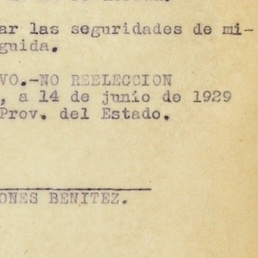 ar las seguridades de mi-
guida.
VO.-NO REELECCION
, a 14 de junio de 1929
Prov. del Estado.
ONES BENITEZ.